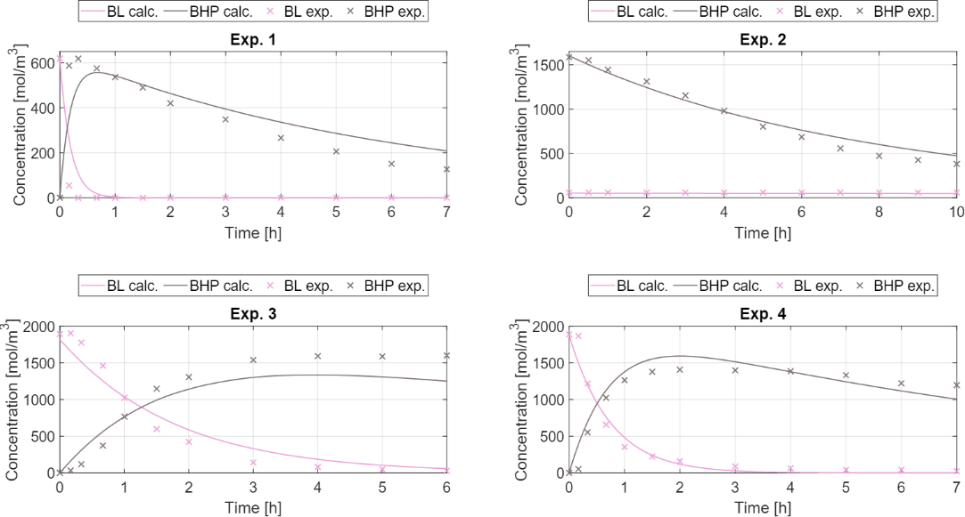 BL calc. BHP calc. BL exp. BHP exp.
Exp. 1
Concentration [mol/m³]
600
400
200
0
0 1 2 3 4 5 6 7
Time [h]
BL calc. BHP calc. BL exp. BHP exp.
Exp. 2
Concentration [mol/m³]
1500
1000
500
0
0 2 4 6 8 10
Time [h]
BL calc. BHP calc. BL exp. BHP exp.
Exp. 3
Concentration [mol/m³]
2000
1500
1000
500
0
0 1 2 3 4 5 6
Time [h]
BL calc. BHP calc. BL exp. BHP exp.
Exp. 4
Concentration [mol/m³]
2000
1500
1000
500
0
0 1 2 3 4 5 6 7
Time [h]